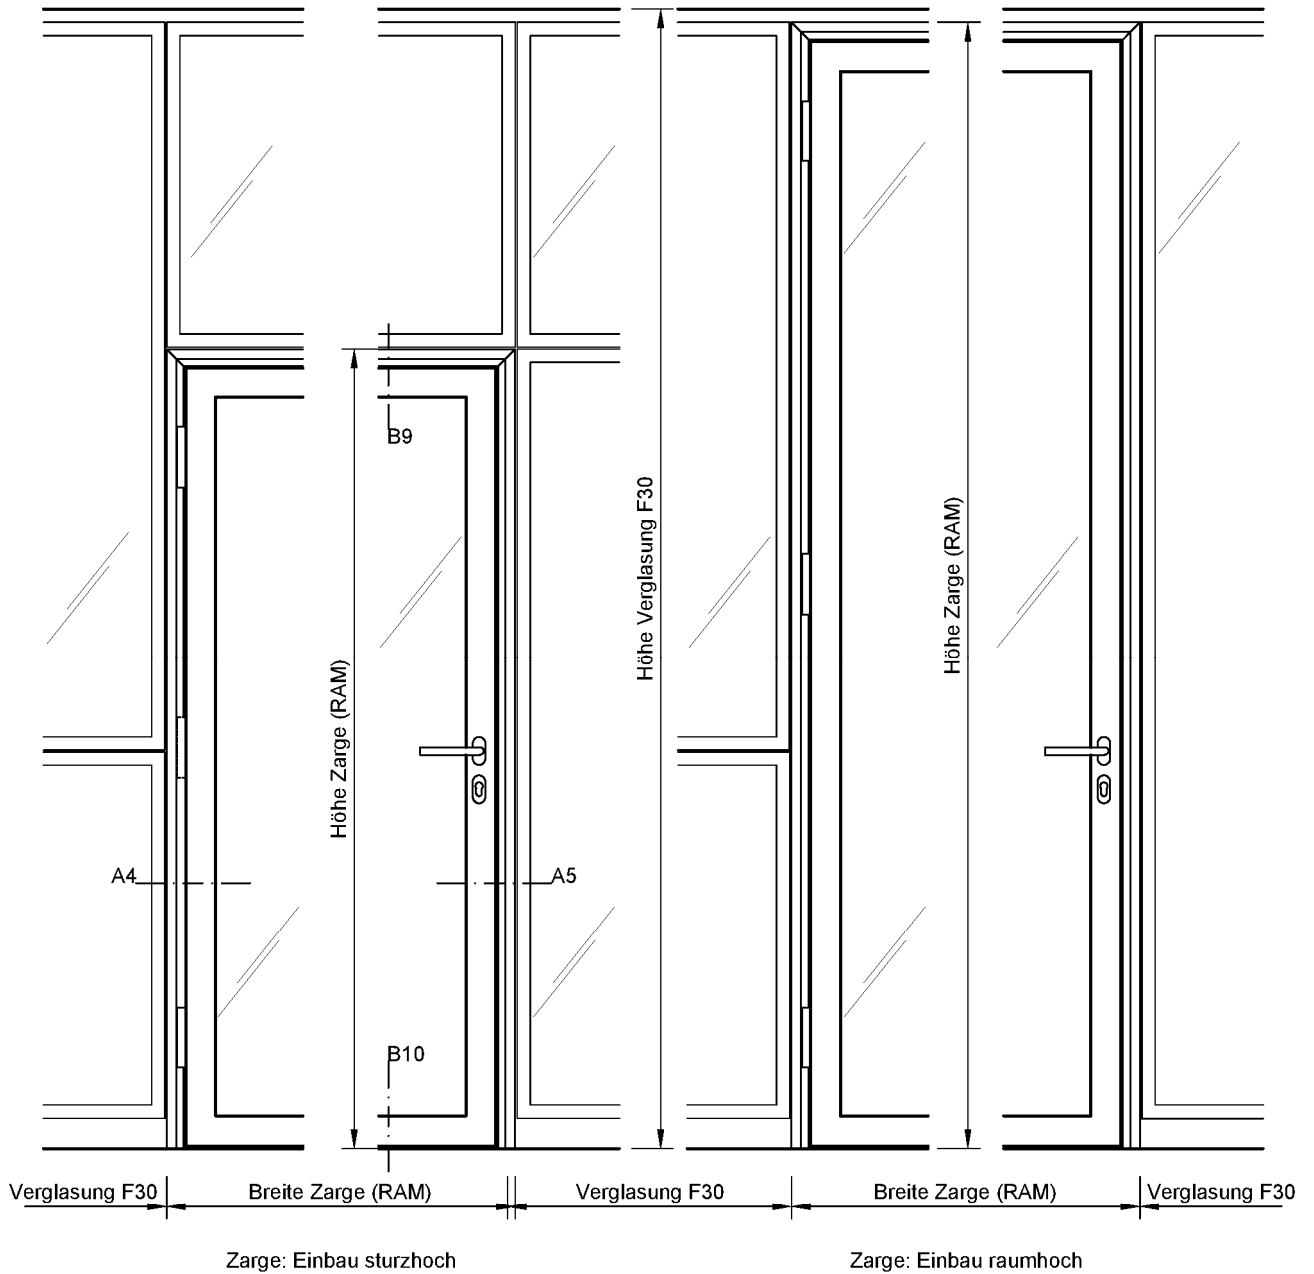 B9
Höhe Verglasung F30
Höhe Zarge (RAM)
Höhe Zarge (RAM)
A4
A5
B10
Verglasung F30
Breite Zarge (RAM)
Verglasung F30
Breite Zarge (RAM)
Verglasung F30
Zarge: Einbau sturzhoch
Zarge: Einbau raumhoch